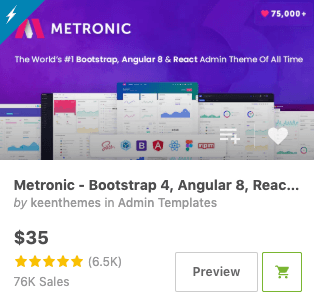 METRONIC
75,000+
The World's #1 Bootstrap, Angular 8 & React Admin Theme Of All Time
Metronic - Bootstrap 4, Angular 8, Reac...
by keenthemes in Admin Templates
$35
(6.5K)
76K Sales
Preview